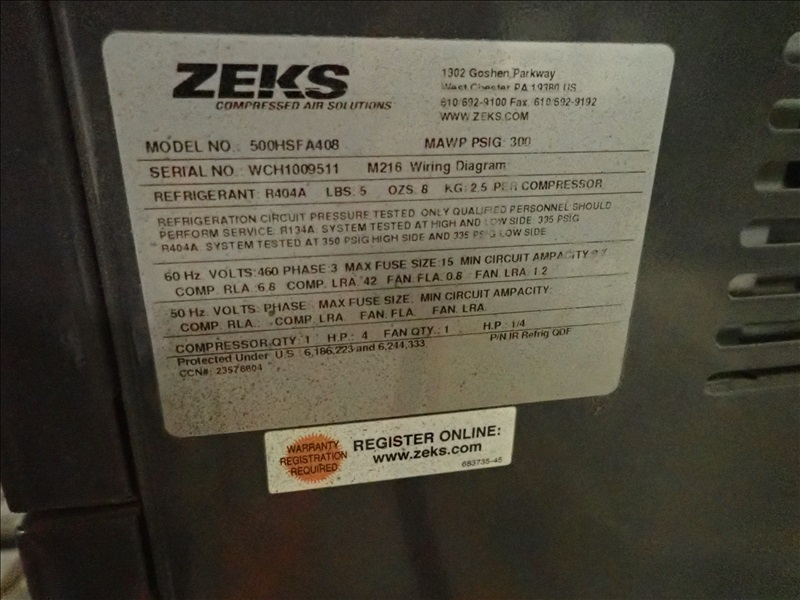 ZEKS
COMPRESSED AIR SOLUTIONS
1302 Goshen Parkway
West Chester PA 19380 US
610/692-9100 Fax. 610/692-9192
WWW.ZEKS.COM
MODEL NO. 500HSFA408 MAWP PSIG: 300
SERIAL NO. WCH1009511 M216 Wiring Diagram
REFRIGERANT: R404A LBS: 5 OZS: 8 KG: 2.5 PER COMPRESSOR
REFRIGERATION CIRCUIT PRESSURE TESTED. ONLY QUALIFIED PERSONNEL SHOULD
PERFORM SERVICE. R134A: SYSTEM TESTED AT HIGH AND LOW SIDE: 335 PSIG
R404A: SYSTEM TESTED AT 350 PSIG HIGH SIDE AND 335 PSIG LOW SIDE
60 Hz. VOLTS: 460 PHASE: 3 MAX FUSE SIZE: 15 MIN CIRCUIT AMPACITY:
COMP. RLA: 6.8 COMP. LRA: 42 FAN. FLA: 0.8 FAN. LRA: 1.2
50 Hz. VOLTS: PHASE: MAX FUSE SIZE: MIN CIRCUIT AMPACITY:
COMP. RLA: COMP. LRA: FAN. FLA: FAN. LRA:
COMPRESSOR QTY: 1 H.P.: 4 FAN QTY.: 1 H.P.: 1/4
Protected Under U.S. 6,186,223 and 6,244,333 P/N IR Refrig QOF
CCN#: 23576804
WARRANTY
REGISTRATION
REQUIRED
REGISTER ONLINE:
www.zeks.com
683735-45